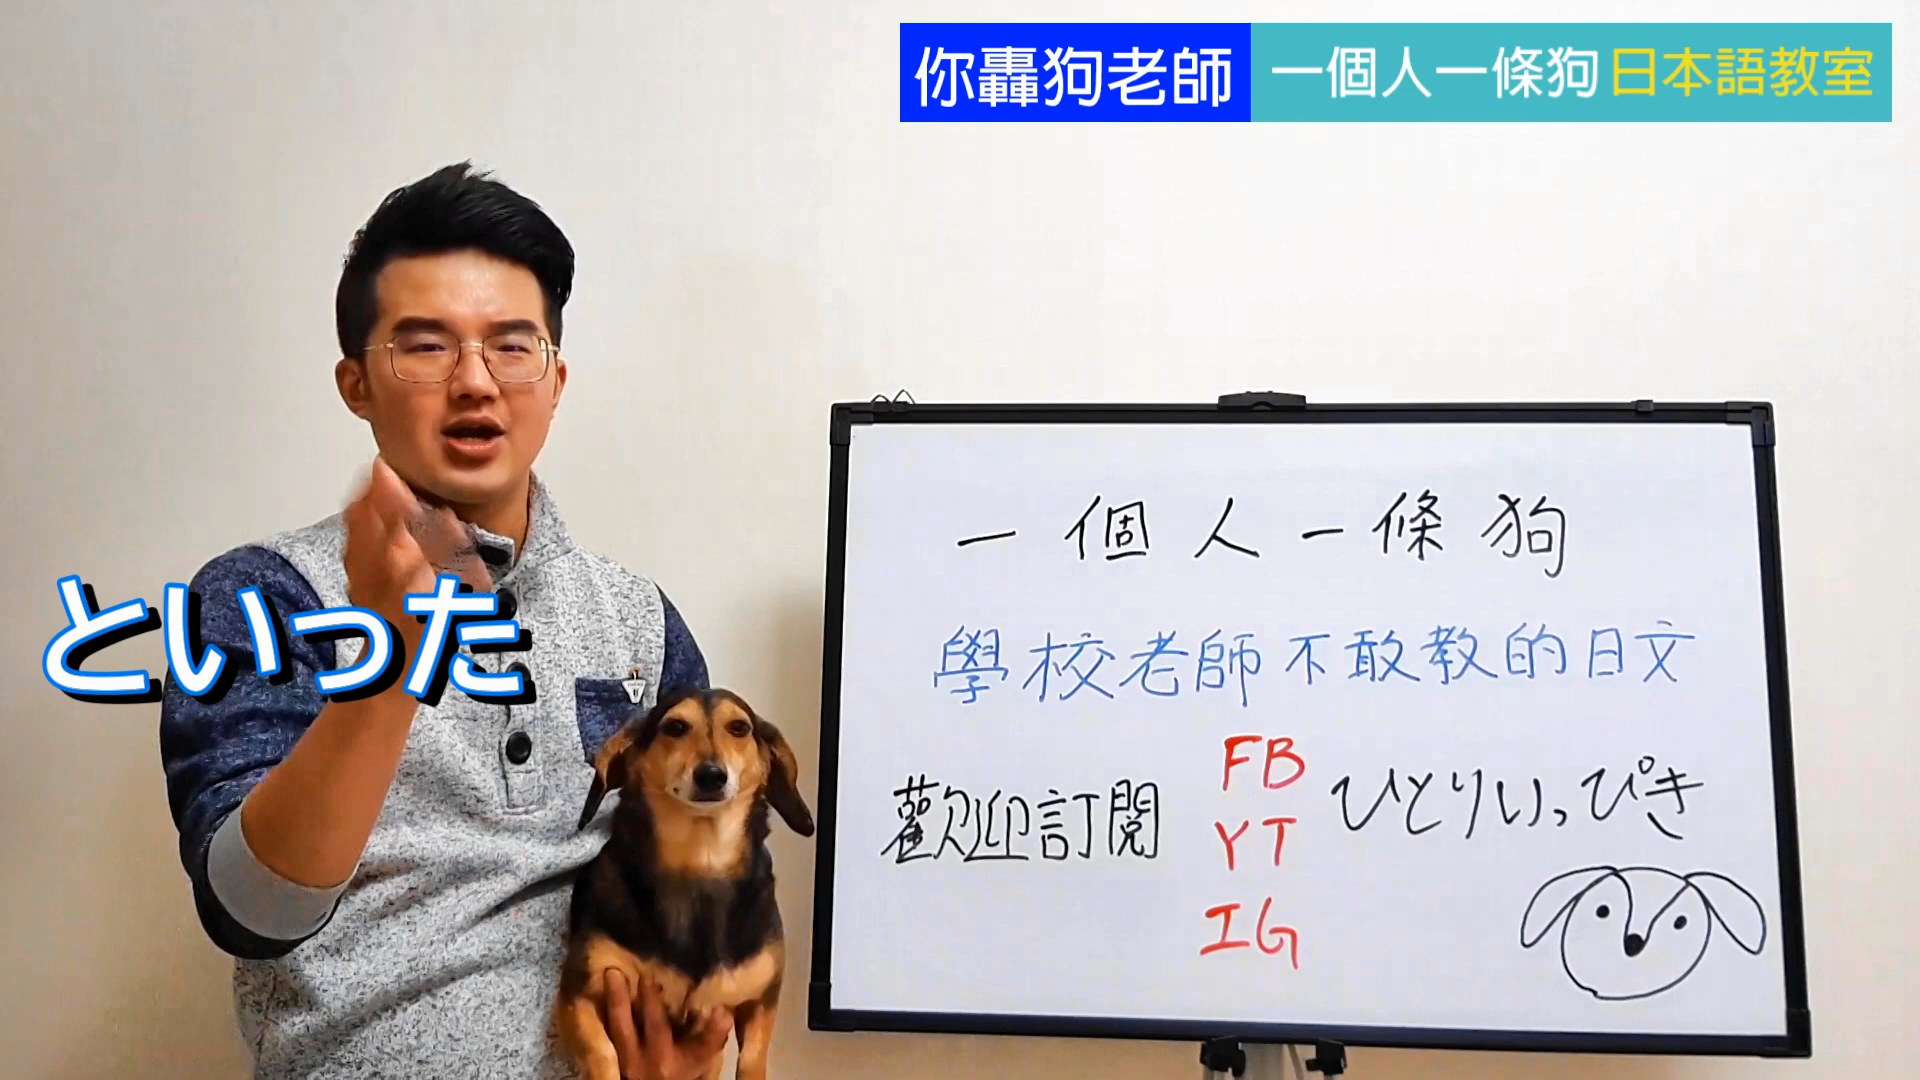 你轟狗老師 一個人一條狗 日本語教室
といった
一個人一條狗
學校老師不敢教的日文
歡迎訂閱
FB
YT
IG
ひとりいっぴき